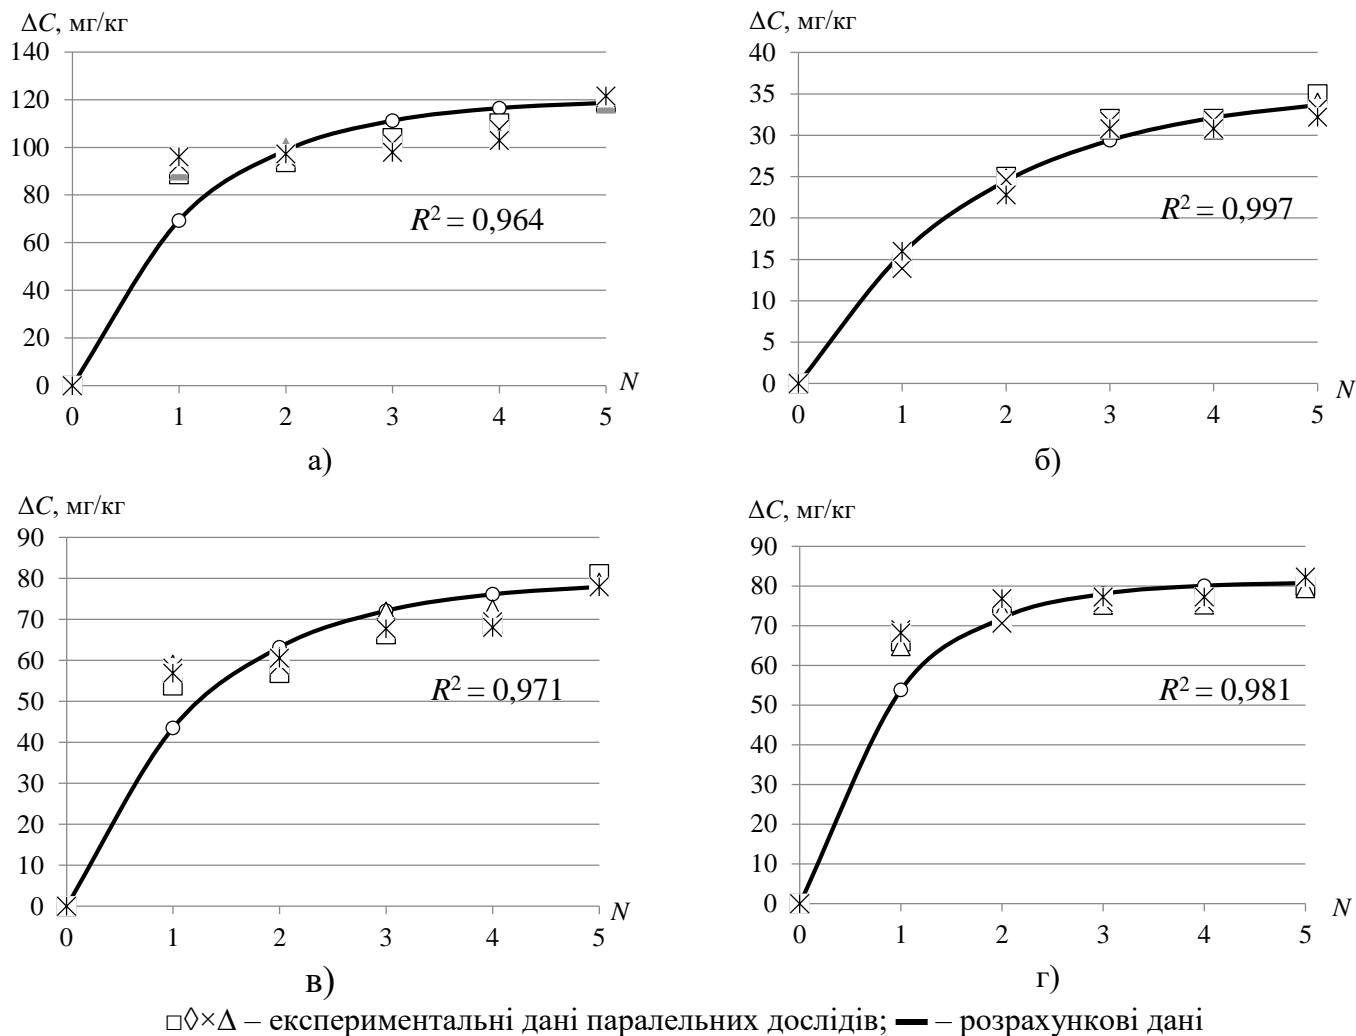 ΔC, мг/кг
140
120
100
80
60
40
20
0
R² = 0,964
N
0 1 2 3 4 5
а)
ΔC, мг/кг
40
35
30
25
20
15
10
5
0
R² = 0,997
N
0 1 2 3 4 5
б)
ΔC, мг/кг
90
80
70
60
50
40
30
20
10
0
R² = 0,971
N
0 1 2 3 4 5
в)
ΔC, мг/кг
90
80
70
60
50
40
30
20
10
0
R² = 0,981
N
0 1 2 3 4 5
г)
□◊×Δ – експериментальні дані паралельних дослідів; ━ – розрахункові дані